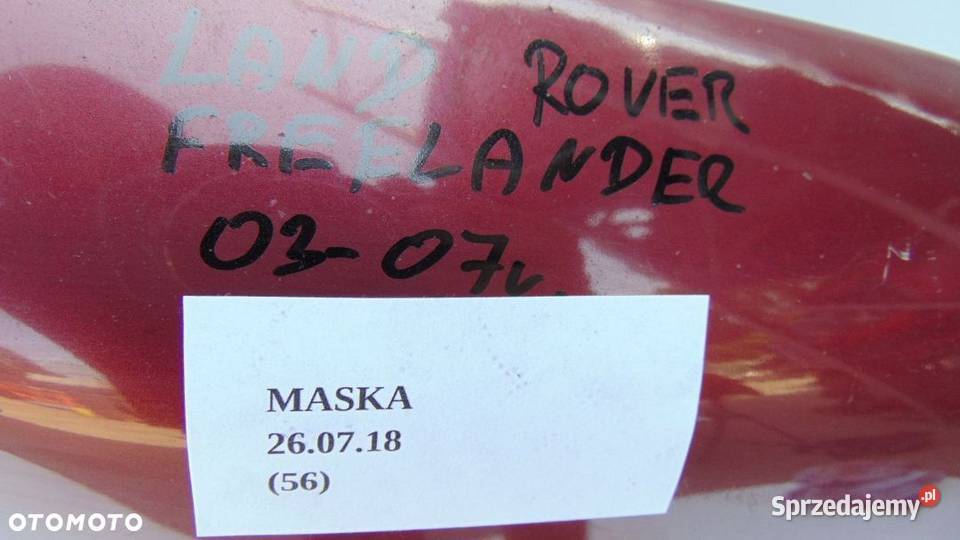 LAND ROVER
FREELANDER
03-07r.
MASKA
26.07.18
(56)
OTOMOTO
Sprzedajemy.pl